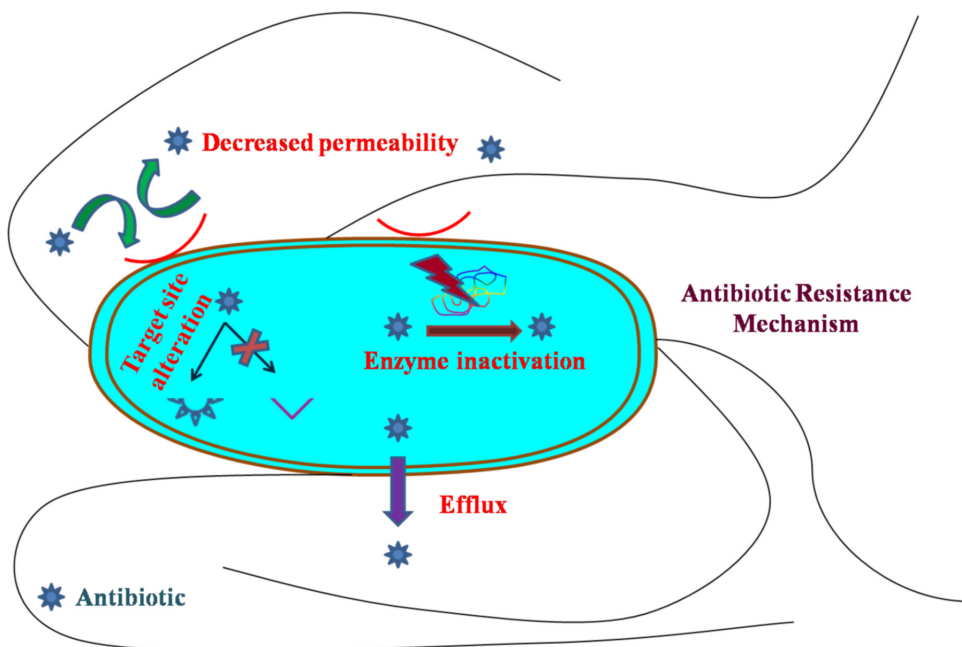 Decreased permeability
Target site
alteration
Enzyme inactivation
Antibiotic Resistance
Mechanism
Efflux
Antibiotic